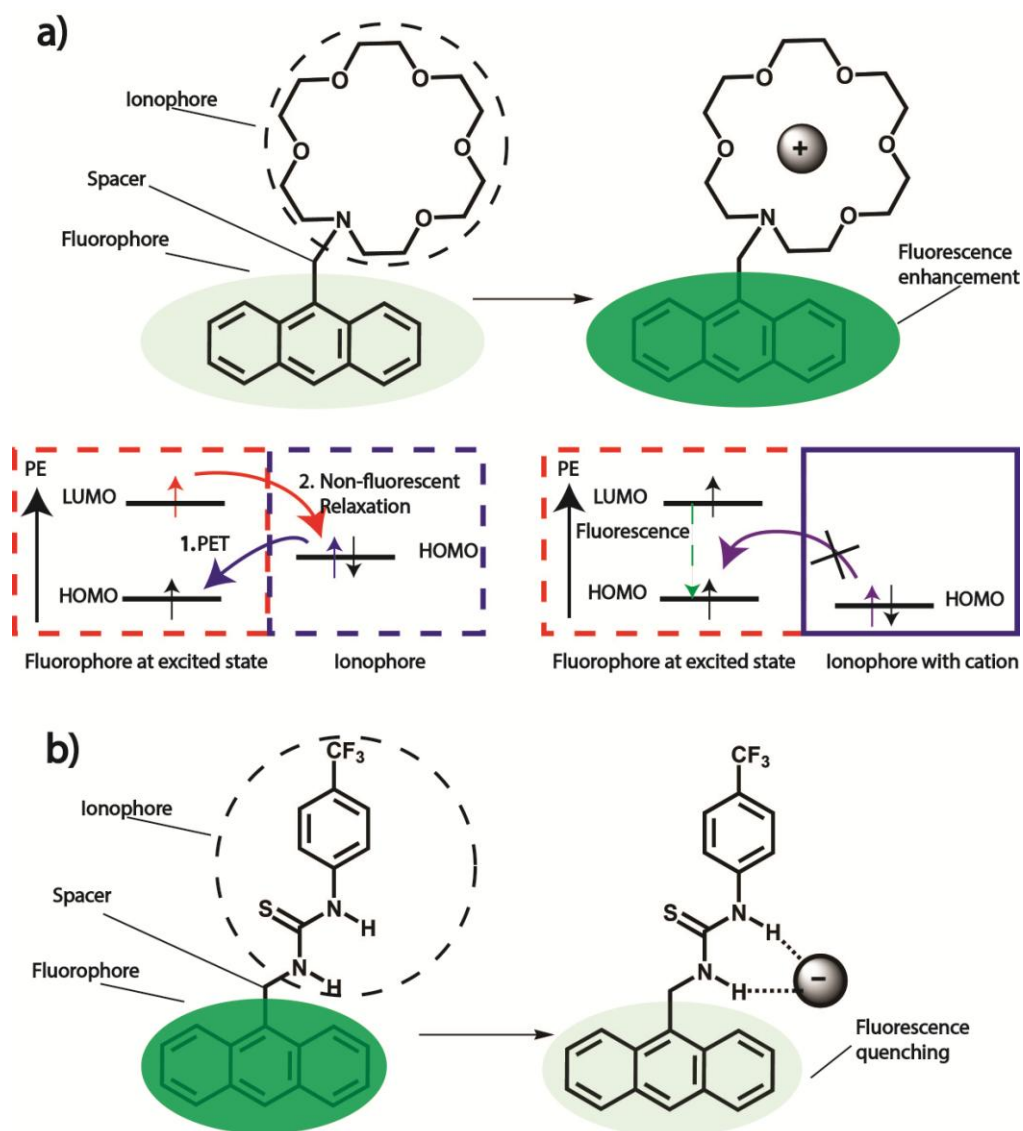 a)
Ionophore
Spacer
Fluorophore
O
O
O
O
O
N
O
O
O
O
O
N
+
Fluorescence
enhancement
PE
LUMO
1.PET
HOMO
2. Non-fluorescent
Relaxation
HOMO
Fluorophore at excited state
Ionophore
PE
LUMO
Fluorescence
HOMO
HOMO
Fluorophore at excited state
Ionophore with cation
b)
Ionophore
Spacer
Fluorophore
CF3
S
N
H
N
H
CF3
S
N
H
N
H
−
Fluorescence
quenching